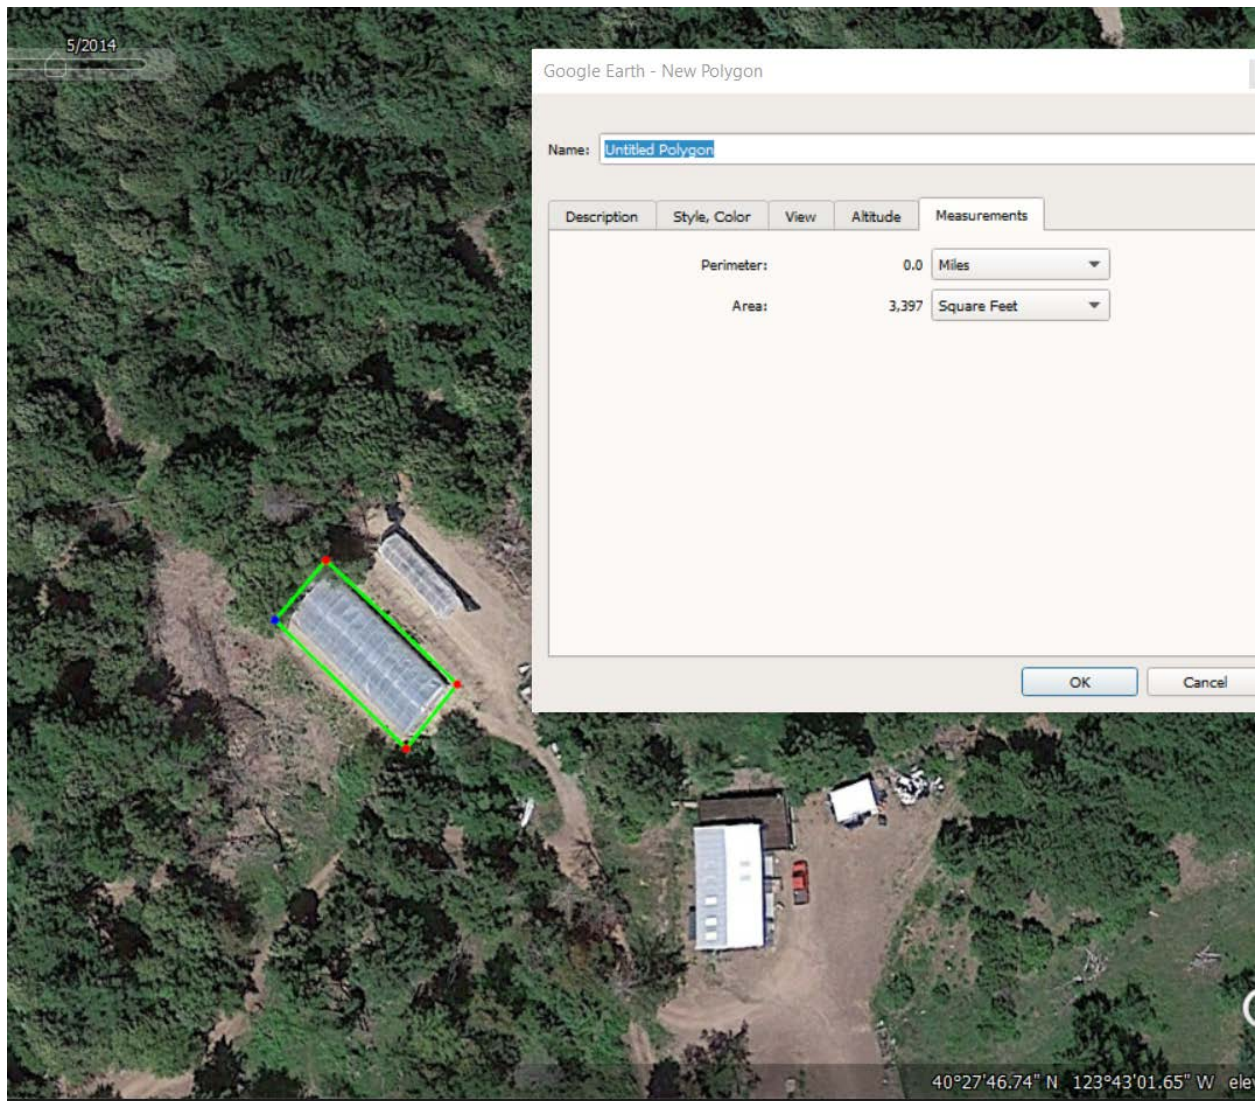 5/2014
Google Earth - New Polygon
Name: Untitled Polygon
Description Style, Color View Altitude Measurements
Perimeter: 0.0 Miles
Area: 3,397 Square Feet
OK Cancel
40°27'46.74" N 123°43'01.65" W